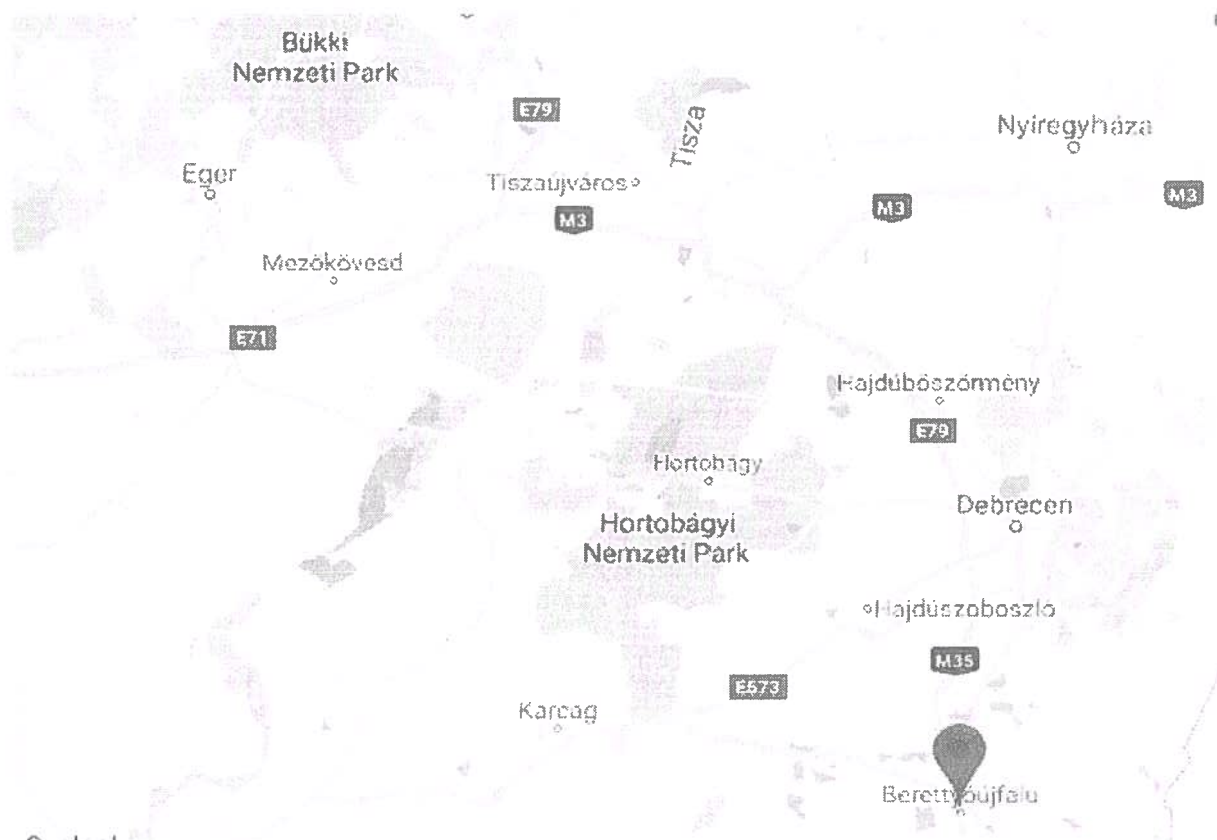 Bükki
Nemzeti Park
E79
Tisza
Nyíregyháza
Eger
Tiszaújváros
M3
M3
M3
Mezőkövesd
E71
Hajdúböszörmény
E79
Hortobágy
Debrecen
Hortobágyi
Nemzeti Park
Hajdúszoboszló
M35
E573
Karcag
Berettyóújfalu